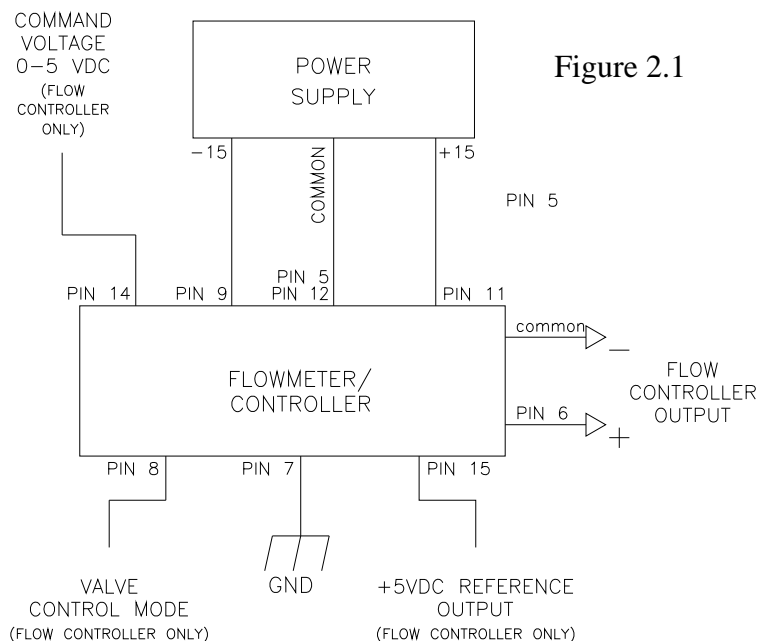 COMMAND
VOLTAGE
0-5 VDC
(FLOW
CONTROLLER
ONLY)
POWER
SUPPLY
Figure 2.1
-15
COMMON
+15
PIN 5
PIN 14
PIN 9
PIN 5
PIN 12
PIN 11
FLOWMETER/
CONTROLLER
common
−
PIN 6
+
FLOW
CONTROLLER
OUTPUT
PIN 8
PIN 7
PIN 15
VALVE
CONTROL MODE
(FLOW CONTROLLER ONLY)
GND
+5VDC REFERENCE
OUTPUT
(FLOW CONTROLLER ONLY)